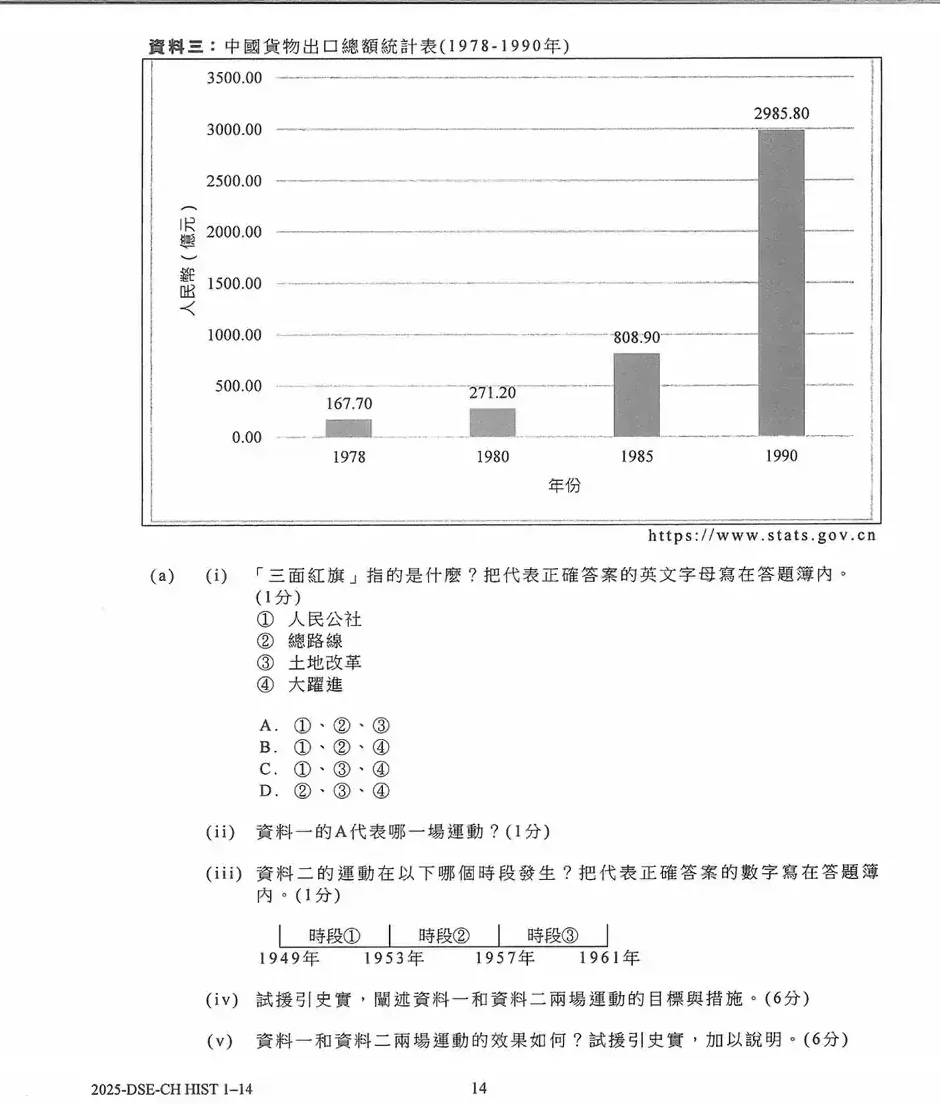 資料三：中國貨物出口總額統計表(1978-1990年)
3500.00
3000.00
2500.00
2000.00
1500.00
1000.00
500.00
0.00
人民幣(億元)
167.70
271.20
808.90
2985.80
1978 1980 1985 1990
年份
https://www.stats.gov.cn
(a) (i) 「三面紅旗」指的是什麼？把代表正確答案的英文字母寫在答題簿內。
(1分)
① 人民公社
② 總路線
③ 土地改革
④ 大躍進
A. ①、②、③
B. ①、②、④
C. ①、③、④
D. ②、③、④
(ii) 資料一的A代表哪一場運動？(1分)
(iii) 資料二的運動在以下哪個時段發生？把代表正確答案的數字寫在答題簿
內。(1分)
時段① 時段② 時段③
1949年 1953年 1957年 1961年
(iv) 試援引史實，闡述資料一和資料二兩場運動的目標與措施。(6分)
(v) 資料一和資料二兩場運動的效果如何？試援引史實，加以說明。(6分)
2025-DSE-CH HIST 1–14 14